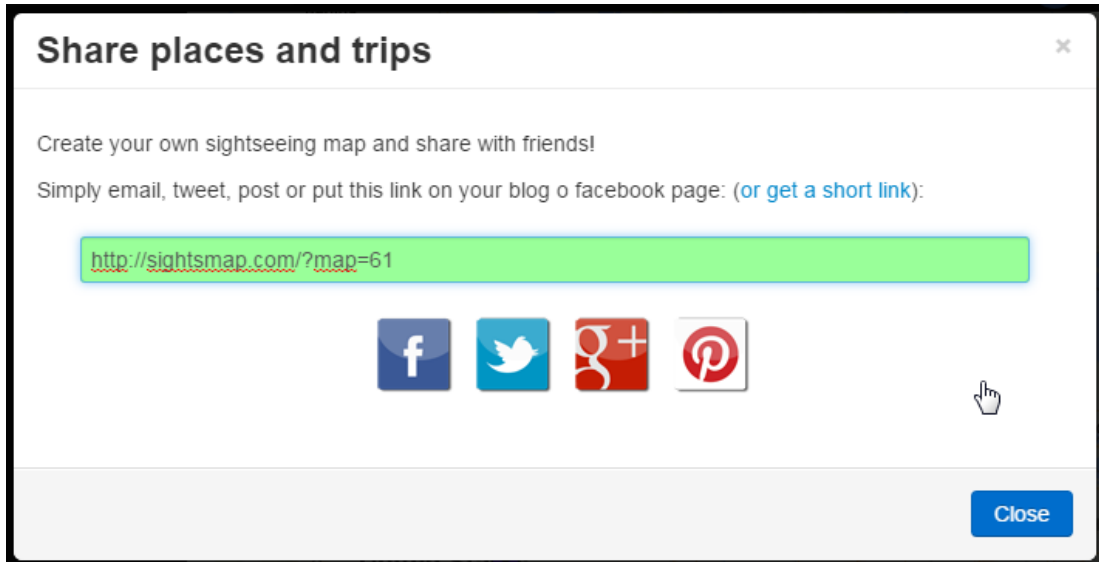 Share places and trips
×
Create your own sightseeing map and share with friends!
Simply email, tweet, post or put this link on your blog o facebook page: (or get a short link):
http://sightsmap.com/?map=61
f g+ p
Close